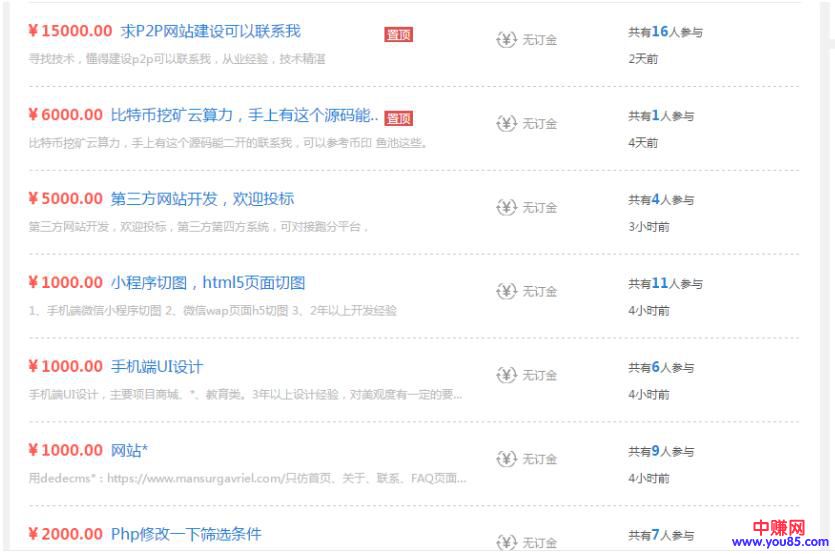 ¥15000.00 求P2P网站建设可以联系我 置顶 无订金 共有16人参与
寻找技术，懂得建设p2p可以联系我，从业经验，技术精湛 2天前
¥6000.00 比特币挖矿云算力，手上有这个源码能.. 置顶 无订金 共有1人参与
比特币挖矿云算力，手上有这个源码能二开的联系我，可以参考币印 鱼池这些。 4天前
¥5000.00 第三方网站开发，欢迎投标 无订金 共有4人参与
第三方网站开发，欢迎投标，第三方第四方系统，可对接跑分平台， 3小时前
¥1000.00 小程序切图，html5页面切图 无订金 共有11人参与
1、手机端微信小程序切图 2、微信wap页面h5切图 3、2年以上开发经验 4小时前
¥1000.00 手机端UI设计 无订金 共有6人参与
手机端UI设计，主要项目商城、*、教育类。3年以上设计经验，对美观度有一定的要... 4小时前
¥1000.00 网站* 无订金 共有9人参与
用dedecms*：https://www.mansurgavriel.com/只仿首页、关于、联系、FAQ页面... 4小时前
¥2000.00 Php修改一下筛选条件 无订金 共有7人参与
中赚网
www.you85.com